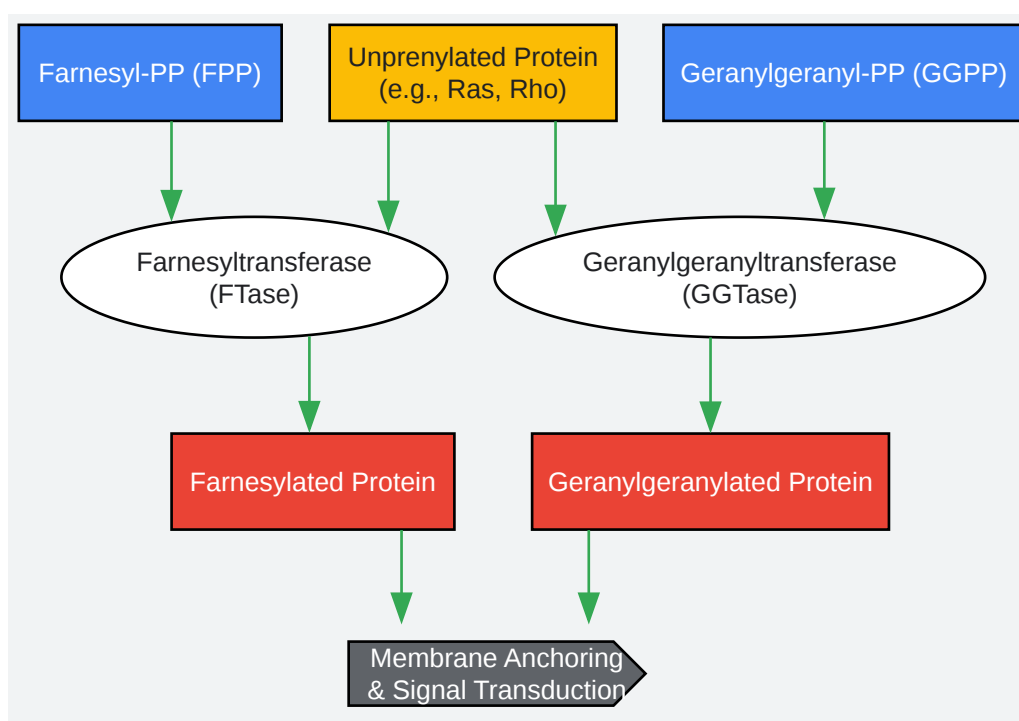 Farnesyl-PP (FPP)
Unprenylated Protein
(e.g., Ras, Rho)
Geranylgeranyl-PP (GGPP)
Farnesyltransferase
(FTase)
Geranylgeranyltransferase
(GGTase)
Farnesylated Protein
Geranylgeranylated Protein
Membrane Anchoring
& Signal Transduction